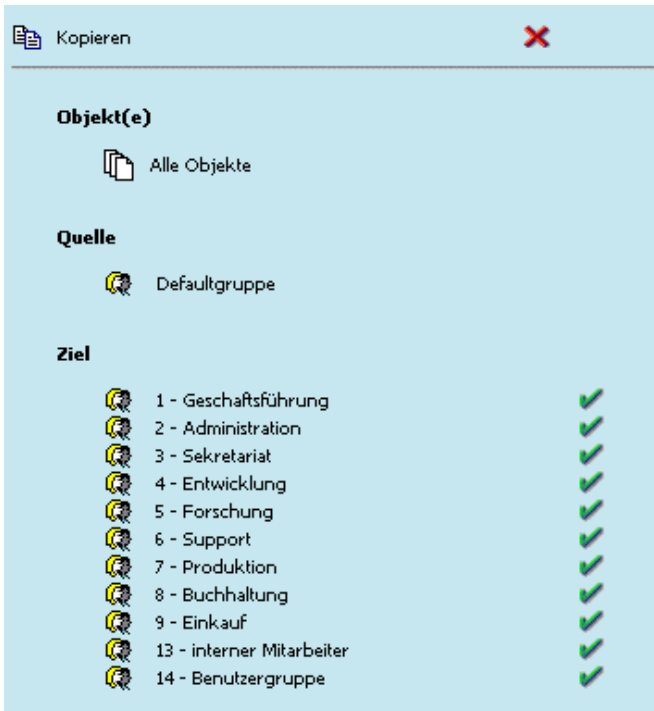 Kopieren
Objekt(e)
Alle Objekte
Quelle
Defaultgruppe
Ziel
1 - Geschaftsführung
2 - Administration
3 - Sekretariat
4 - Entwicklung
5 - Forschung
6 - Support
7 - Produktion
8 - Buchhaltung
9 - Einkauf
13 - interner Mitarbeiter
14 - Benutzergruppe